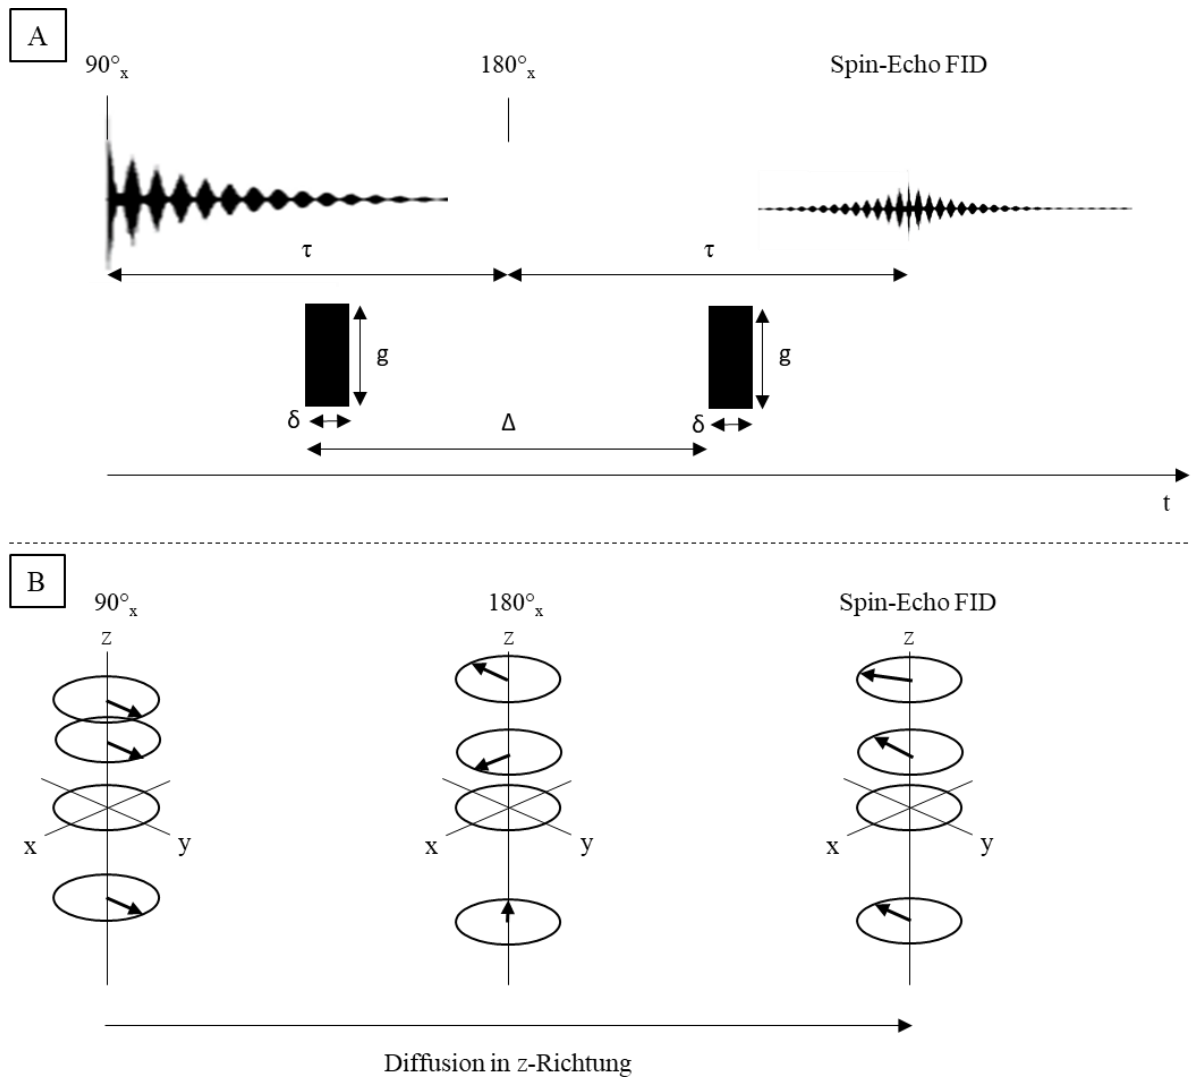 A
90°x 180°x Spin-Echo FID
τ τ
g g
δ Δ δ
t
B
90°x 180°x Spin-Echo FID
z z z
x y x y x y
Diffusion in z-Richtung